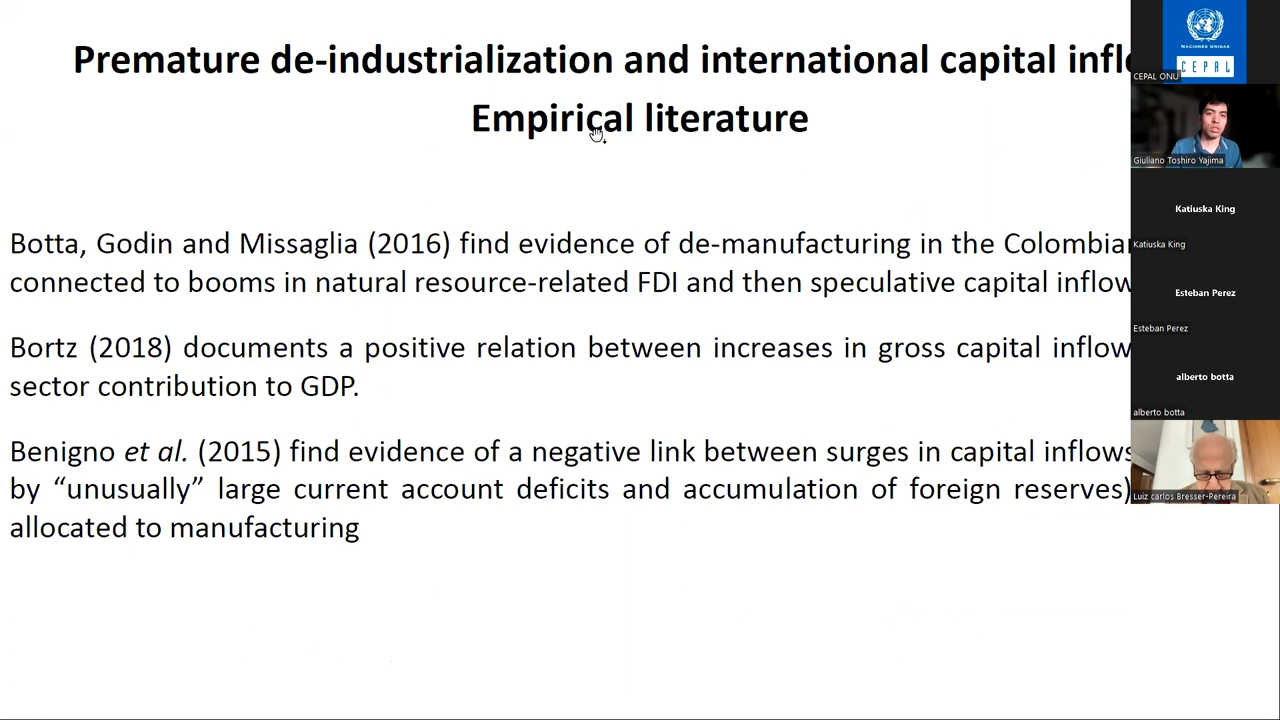 Premature de-industrialization and international capital
Empirical literature
Botta, Godin and Missaglia (2016) find evidence of de-manufacturing in the
connected to booms in natural resource-related FDI and then speculative capital
Bortz (2018) documents a positive relation between increases in gross capital
sector contribution to GDP.
Benigno et al. (2015) find evidence of a negative link between surges in capital inflows
by “unusually” large current account deficits and accumulation of foreign reserves)
allocated to manufacturing
NACIONES UNIDAS
CEPAL
CEPAL ONU
Giuliano Toshiro Yajima
Katiuska King
Katiuska King
Esteban Perez
Esteban Perez
alberto botta
alberto botta
Luiz carlos Bresser-Pereira